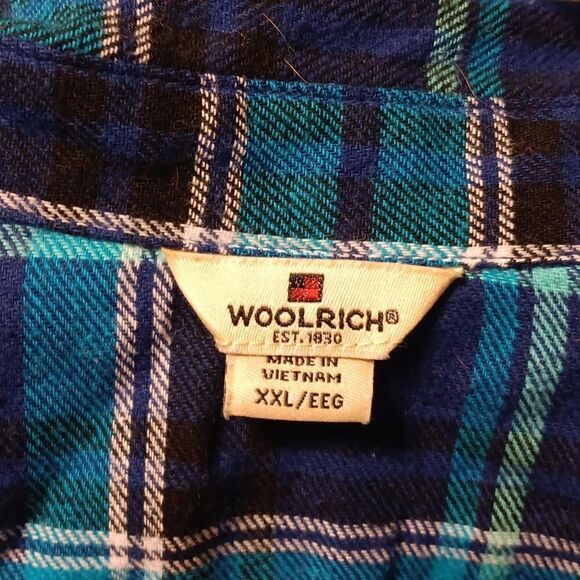 WOOLRICH®
EST. 1830
MADE IN
VIETNAM
XXL/EEG